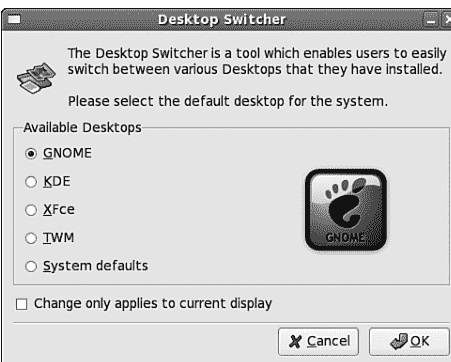 Desktop Switcher
The Desktop Switcher is a tool which enables users to easily
switch between various Desktops that they have installed.
Please select the default desktop for the system.
Available Desktops
GNOME
KDE
XFce
TWM
System defaults
GNOME
Change only applies to current display
Cancel
OK